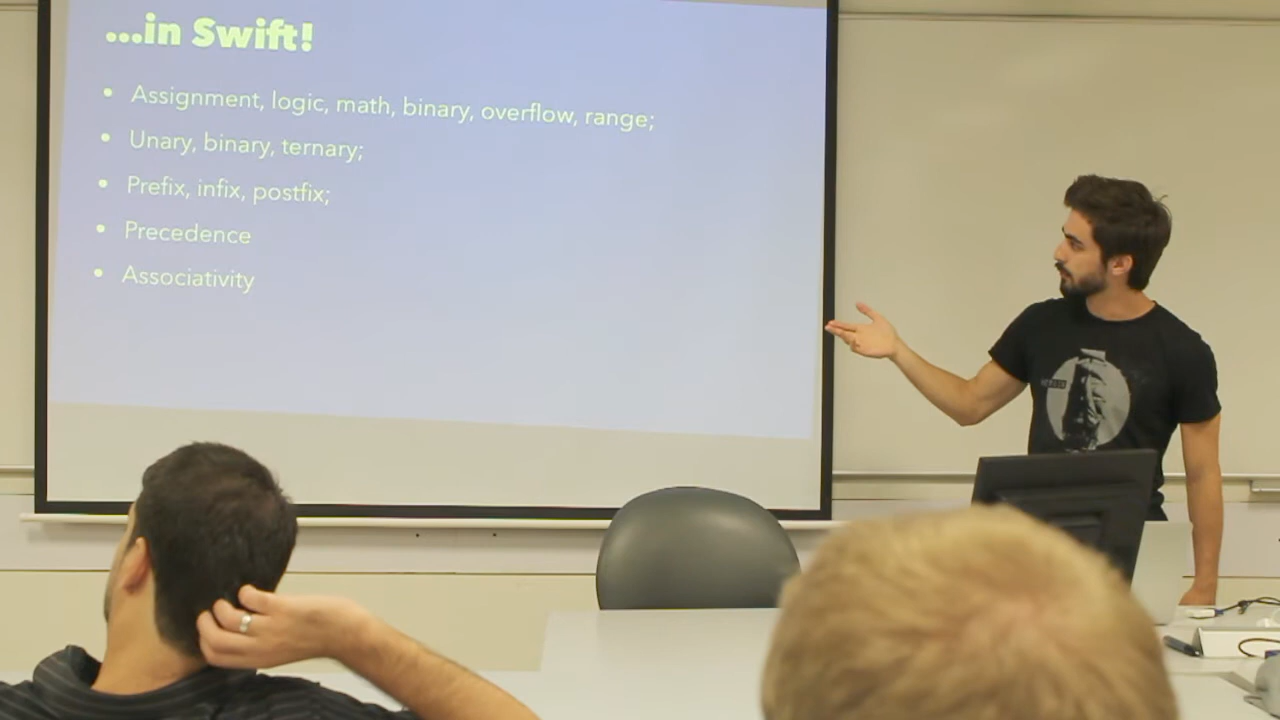 ...in Swift!
• Assignment, logic, math, binary, overflow, range;
• Unary, binary, ternary;
• Prefix, infix, postfix;
• Precedence
• Associativity